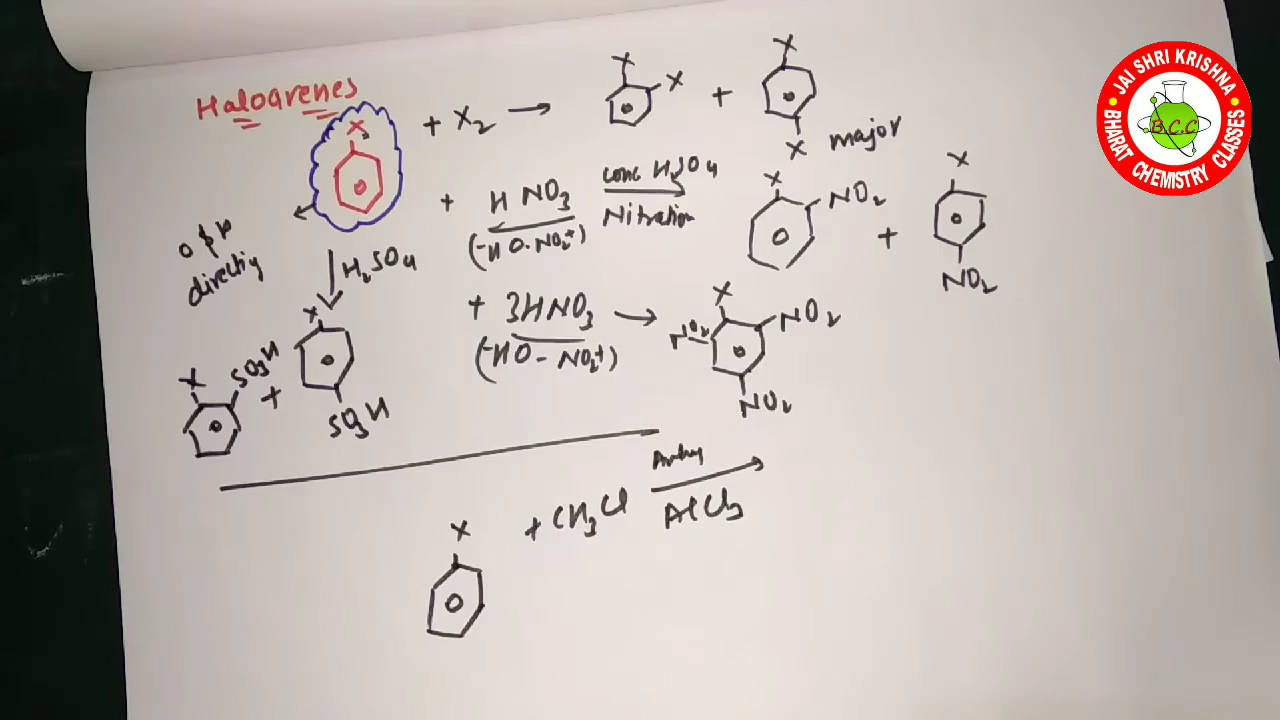 Haloarenes
X
+ X2 →
X
X
+
X
X
major
o & p
directing
+ HNO3
(-HO-NO2+)
conc H2SO4
Nitration
X
NO2
+
X
NO2
H2SO4
+ 3HNO3 →
(-HO-NO2+)
X
NO2
NO2
NO2
X
SO3H
+
X
SO3H
X
+ CH3Cl
AlCl3
JAI SHRI KRISHNA
B.C.C
BHARAT CHEMISTRY CLASSES